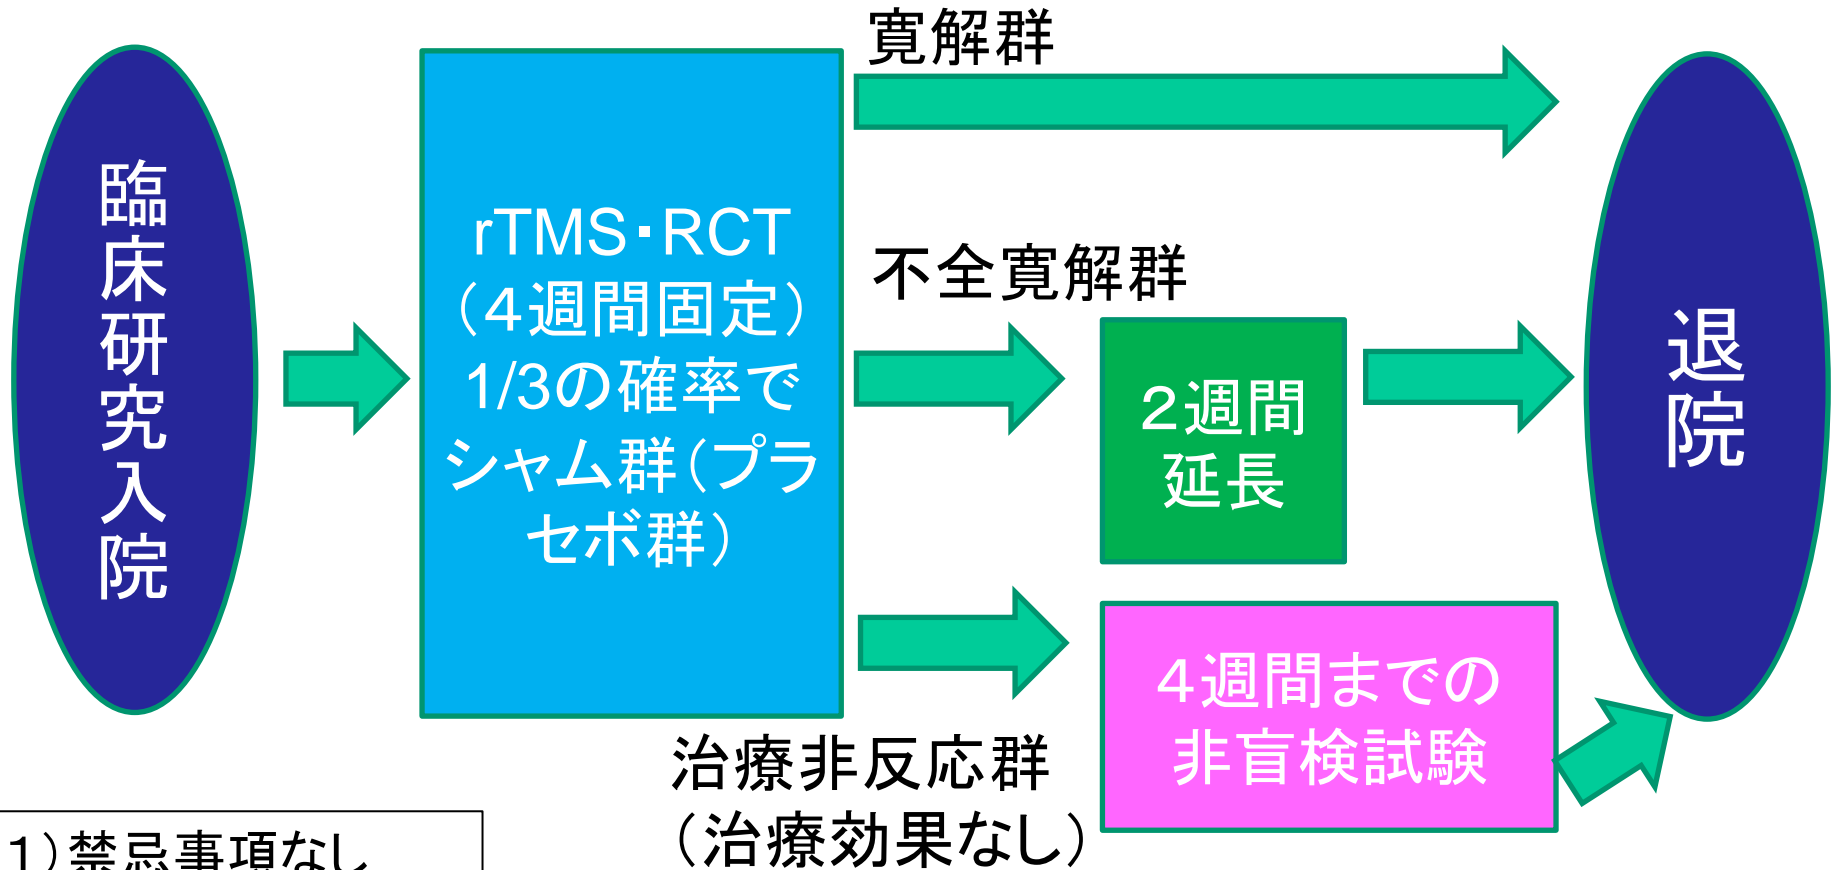 臨床研究入院
rTMS・RCT
（４週間固定）
1/3の確率で
シャム群（プラ
セボ群）
寛解群
不全寛解群
２週間
延長
治療非反応群
（治療効果なし）
４週間までの
非盲検試験
退院
１）禁忌事項なし